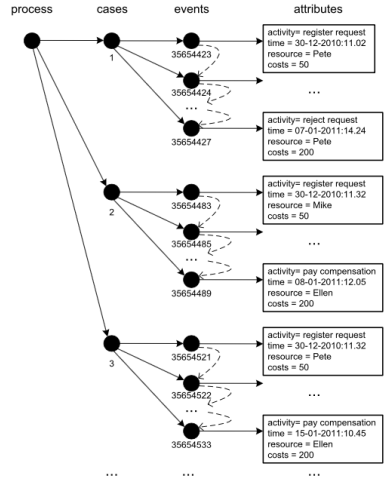 process cases events attributes
activity= register request
time = 30-12-2010:11.02
resource = Pete
costs = 50
1
35654423
35654424
...
...
35654427
activity= reject request
time = 07-01-2011:14.24
resource = Pete
costs = 200
activity= register request
time = 30-12-2010:11.32
resource = Mike
costs = 50
2
35654483
35654485
...
...
35654489
activity= pay compensation
time = 08-01-2011:12.05
resource = Ellen
costs = 200
activity= register request
time = 30-12-2010:11.32
resource = Pete
costs = 50
3
35654521
35654522
...
...
35654533
activity= pay compensation
time = 15-01-2011:10.45
resource = Ellen
costs = 200
... ... ...